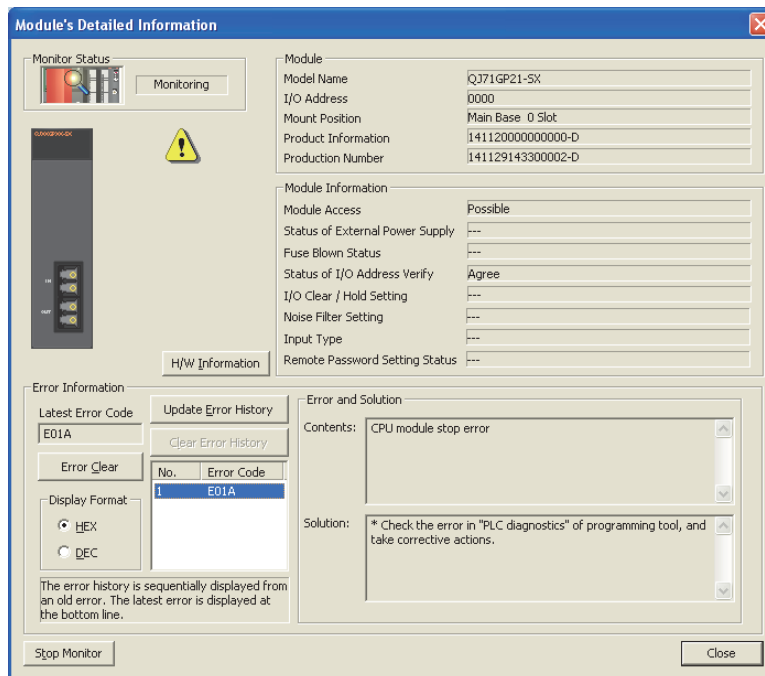 Module's Detailed Information
Monitor Status
Monitoring
Module
Model Name QJ71GP21-SX
I/O Address 0000
Mount Position Main Base 0 Slot
Product Information 141120000000000-D
Production Number 141129143300002-D
Module Information
Module Access Possible
Status of External Power Supply ---
Fuse Blown Status ---
Status of I/O Address Verify Agree
I/O Clear / Hold Setting ---
Noise Filter Setting ---
Input Type ---
Remote Password Setting Status ---
IN
OUT
H/W Information
Error Information
Latest Error Code
E01A
Error Clear
Display Format
HEX
DEC
Update Error History
Clear Error History
No. Error Code
1 E01A
The error history is sequentially displayed from
an old error. The latest error is displayed at
the bottom line.
Error and Solution
Contents: CPU module stop error
Solution: * Check the error in "PLC diagnostics" of programming tool, and
take corrective actions.
Stop Monitor
Close